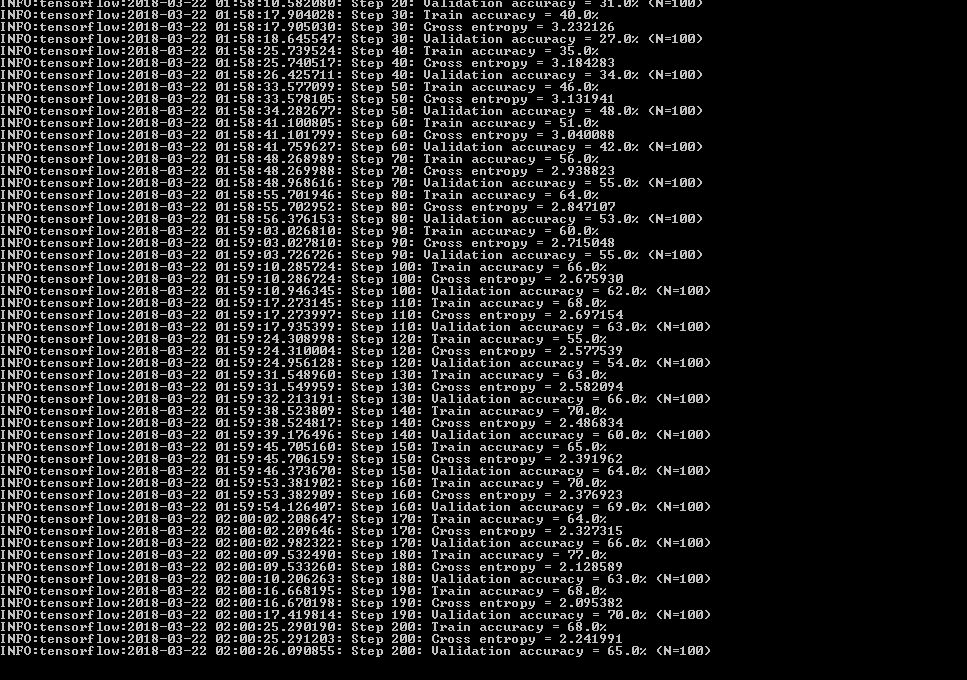 INFO:tensorflow:2018-03-22 01:58:10.582080: Step 20: Validation accuracy = 31.0% (N=100)
INFO:tensorflow:2018-03-22 01:58:17.904028: Step 30: Train accuracy = 40.0%
INFO:tensorflow:2018-03-22 01:58:17.905030: Step 30: Cross entropy = 3.232126
INFO:tensorflow:2018-03-22 01:58:18.645547: Step 30: Validation accuracy = 27.0% (N=100)
INFO:tensorflow:2018-03-22 01:58:25.739524: Step 40: Train accuracy = 35.0%
INFO:tensorflow:2018-03-22 01:58:25.740517: Step 40: Cross entropy = 3.184283
INFO:tensorflow:2018-03-22 01:58:26.425711: Step 40: Validation accuracy = 34.0% (N=100)
INFO:tensorflow:2018-03-22 01:58:33.577099: Step 50: Train accuracy = 46.0%
INFO:tensorflow:2018-03-22 01:58:33.578105: Step 50: Cross entropy = 3.131941
INFO:tensorflow:2018-03-22 01:58:34.282677: Step 50: Validation accuracy = 48.0% (N=100)
INFO:tensorflow:2018-03-22 01:58:41.100805: Step 60: Train accuracy = 51.0%
INFO:tensorflow:2018-03-22 01:58:41.101799: Step 60: Cross entropy = 3.040088
INFO:tensorflow:2018-03-22 01:58:41.759627: Step 60: Validation accuracy = 42.0% (N=100)
INFO:tensorflow:2018-03-22 01:58:48.268989: Step 70: Train accuracy = 56.0%
INFO:tensorflow:2018-03-22 01:58:48.269988: Step 70: Cross entropy = 2.938823
INFO:tensorflow:2018-03-22 01:58:48.968616: Step 70: Validation accuracy = 55.0% (N=100)
INFO:tensorflow:2018-03-22 01:58:55.701946: Step 80: Train accuracy = 64.0%
INFO:tensorflow:2018-03-22 01:58:55.702952: Step 80: Cross entropy = 2.847107
INFO:tensorflow:2018-03-22 01:58:56.376153: Step 80: Validation accuracy = 53.0% (N=100)
INFO:tensorflow:2018-03-22 01:59:03.026810: Step 90: Train accuracy = 60.0%
INFO:tensorflow:2018-03-22 01:59:03.027810: Step 90: Cross entropy = 2.715048
INFO:tensorflow:2018-03-22 01:59:03.726726: Step 90: Validation accuracy = 55.0% (N=100)
INFO:tensorflow:2018-03-22 01:59:10.285724: Step 100: Train accuracy = 66.0%
INFO:tensorflow:2018-03-22 01:59:10.286724: Step 100: Cross entropy = 2.675930
INFO:tensorflow:2018-03-22 01:59:10.946345: Step 100: Validation accuracy = 62.0% (N=100)
INFO:tensorflow:2018-03-22 01:59:17.273145: Step 110: Train accuracy = 68.0%
INFO:tensorflow:2018-03-22 01:59:17.273997: Step 110: Cross entropy = 2.697154
INFO:tensorflow:2018-03-22 01:59:17.935399: Step 110: Validation accuracy = 63.0% (N=100)
INFO:tensorflow:2018-03-22 01:59:24.308998: Step 120: Train accuracy = 55.0%
INFO:tensorflow:2018-03-22 01:59:24.310004: Step 120: Cross entropy = 2.577539
INFO:tensorflow:2018-03-22 01:59:24.956128: Step 120: Validation accuracy = 54.0% (N=100)
INFO:tensorflow:2018-03-22 01:59:31.548960: Step 130: Train accuracy = 63.0%
INFO:tensorflow:2018-03-22 01:59:31.549959: Step 130: Cross entropy = 2.582094
INFO:tensorflow:2018-03-22 01:59:32.213191: Step 130: Validation accuracy = 66.0% (N=100)
INFO:tensorflow:2018-03-22 01:59:38.523809: Step 140: Train accuracy = 70.0%
INFO:tensorflow:2018-03-22 01:59:38.524817: Step 140: Cross entropy = 2.486834
INFO:tensorflow:2018-03-22 01:59:39.176496: Step 140: Validation accuracy = 60.0% (N=100)
INFO:tensorflow:2018-03-22 01:59:45.705160: Step 150: Train accuracy = 65.0%
INFO:tensorflow:2018-03-22 01:59:45.706159: Step 150: Cross entropy = 2.391962
INFO:tensorflow:2018-03-22 01:59:46.373670: Step 150: Validation accuracy = 64.0% (N=100)
INFO:tensorflow:2018-03-22 01:59:53.381902: Step 160: Train accuracy = 70.0%
INFO:tensorflow:2018-03-22 01:59:53.382909: Step 160: Cross entropy = 2.376923
INFO:tensorflow:2018-03-22 01:59:54.126407: Step 160: Validation accuracy = 69.0% (N=100)
INFO:tensorflow:2018-03-22 02:00:02.208647: Step 170: Train accuracy = 64.0%
INFO:tensorflow:2018-03-22 02:00:02.209646: Step 170: Cross entropy = 2.327315
INFO:tensorflow:2018-03-22 02:00:02.982322: Step 170: Validation accuracy = 66.0% (N=100)
INFO:tensorflow:2018-03-22 02:00:09.532490: Step 180: Train accuracy = 77.0%
INFO:tensorflow:2018-03-22 02:00:09.533260: Step 180: Cross entropy = 2.128589
INFO:tensorflow:2018-03-22 02:00:10.206263: Step 180: Validation accuracy = 63.0% (N=100)
INFO:tensorflow:2018-03-22 02:00:16.668195: Step 190: Train accuracy = 68.0%
INFO:tensorflow:2018-03-22 02:00:16.670198: Step 190: Cross entropy = 2.095382
INFO:tensorflow:2018-03-22 02:00:17.419814: Step 190: Validation accuracy = 70.0% (N=100)
INFO:tensorflow:2018-03-22 02:00:25.290190: Step 200: Train accuracy = 68.0%
INFO:tensorflow:2018-03-22 02:00:25.291203: Step 200: Cross entropy = 2.241991
INFO:tensorflow:2018-03-22 02:00:26.090855: Step 200: Validation accuracy = 65.0% (N=100)